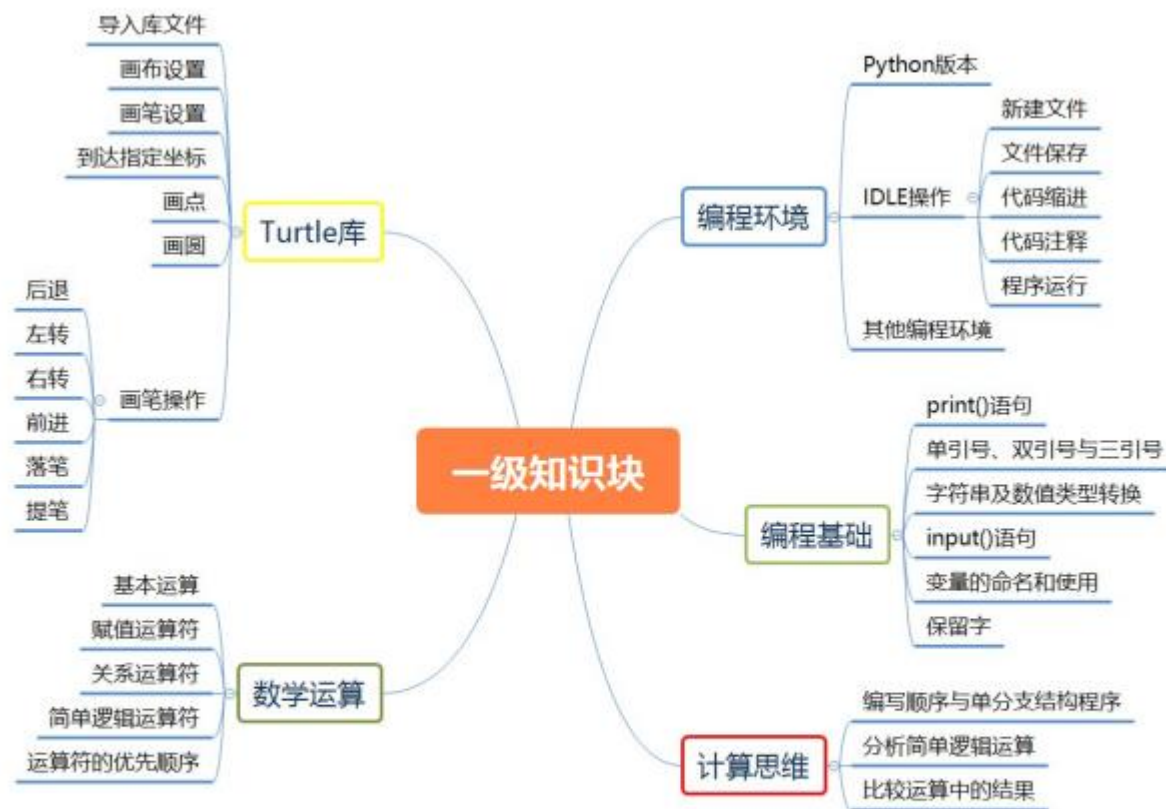 一级知识块
编程环境
Python版本
IDLE操作
新建文件
文件保存
代码缩进
代码注释
程序运行
其他编程环境
编程基础
print()语句
单引号、双引号与三引号
字符串及数值类型转换
input()语句
变量的命名和使用
保留字
计算思维
编写顺序与单分支结构程序
分析简单逻辑运算
比较运算中的结果
Turtle库
导入库文件
画布设置
画笔设置
到达指定坐标
画点
画圆
画笔操作
后退
左转
右转
前进
落笔
提笔
数学运算
基本运算
赋值运算符
关系运算符
简单逻辑运算符
运算符的优先顺序